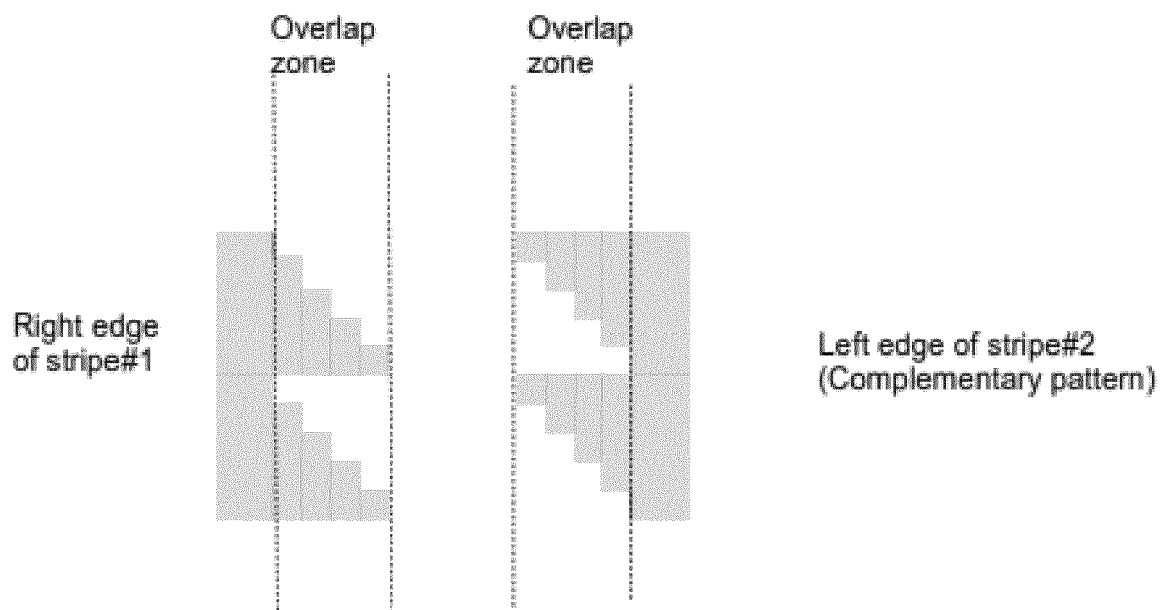 Overlap
zone
Overlap
zone
Right edge
of stripe#1
Left edge of stripe#2
(Complementary pattern)